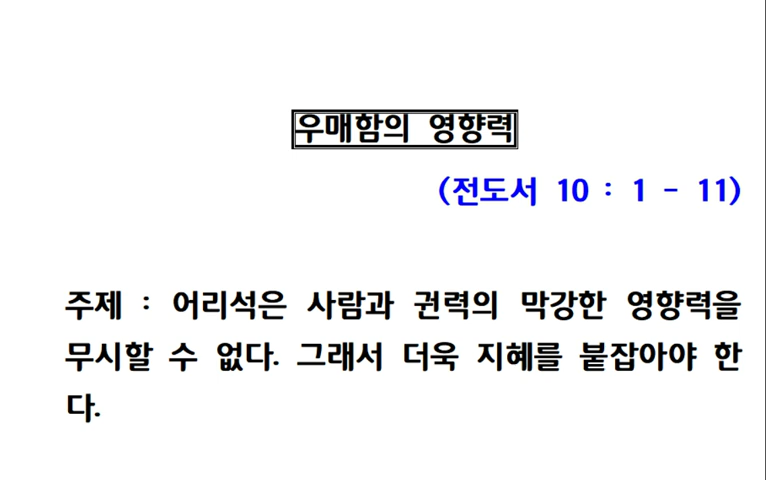 우매함의 영향력
(전도서 10 : 1 - 11)
주제 : 어리석은 사람과 권력의 막강한 영향력을
무시할 수 없다. 그래서 더욱 지혜를 붙잡아야 한
다.